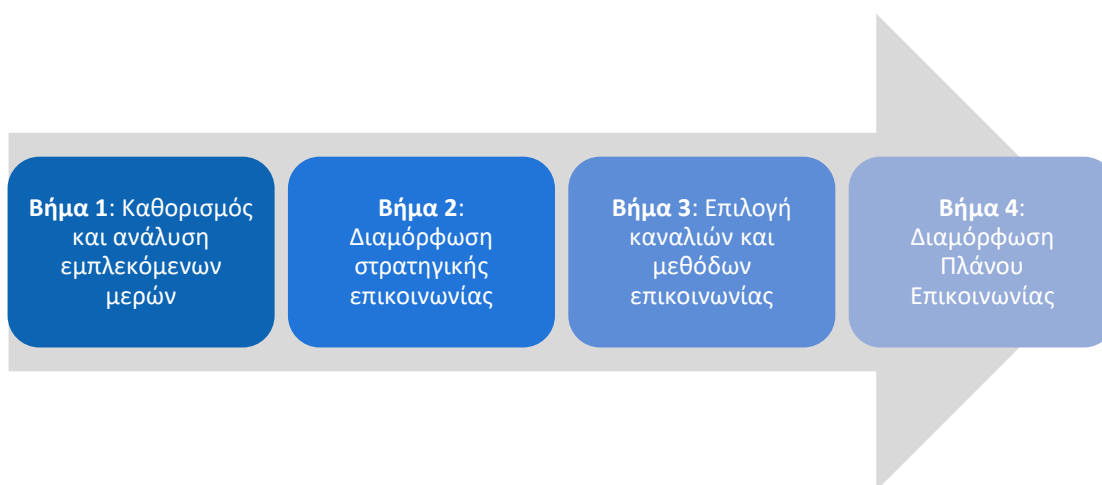 Βήμα 1: Καθορισμός
και ανάλυση
εμπλεκόμενων
μερών
Βήμα 2:
Διαμόρφωση
στρατηγικής
επικοινωνίας
Βήμα 3: Επιλογή
καναλιών και
μεθόδων
επικοινωνίας
Βήμα 4:
Διαμόρφωση
Πλάνου
Επικοινωνίας